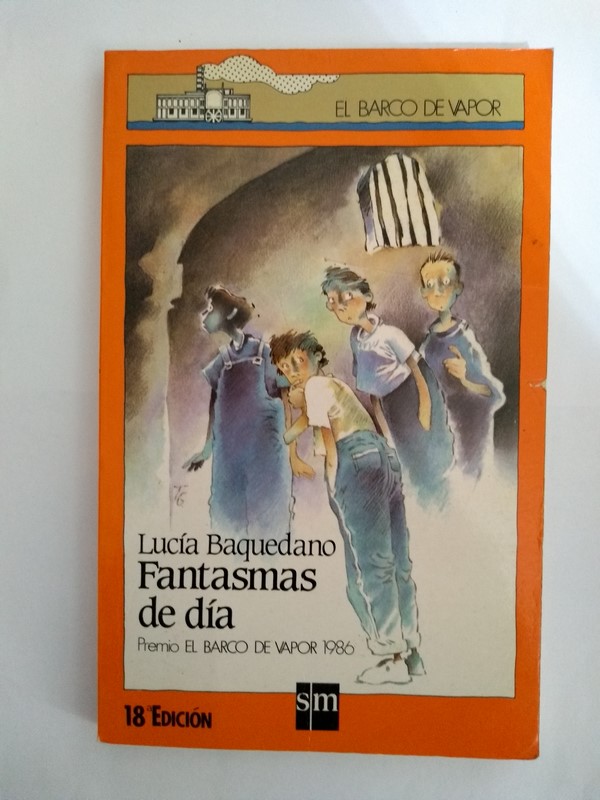 EL BARCO DE VAPOR
Lucía Baquedano
Fantasmas
de día
Premio EL BARCO DE VAPOR 1986
18ª EDICIÓN
sm